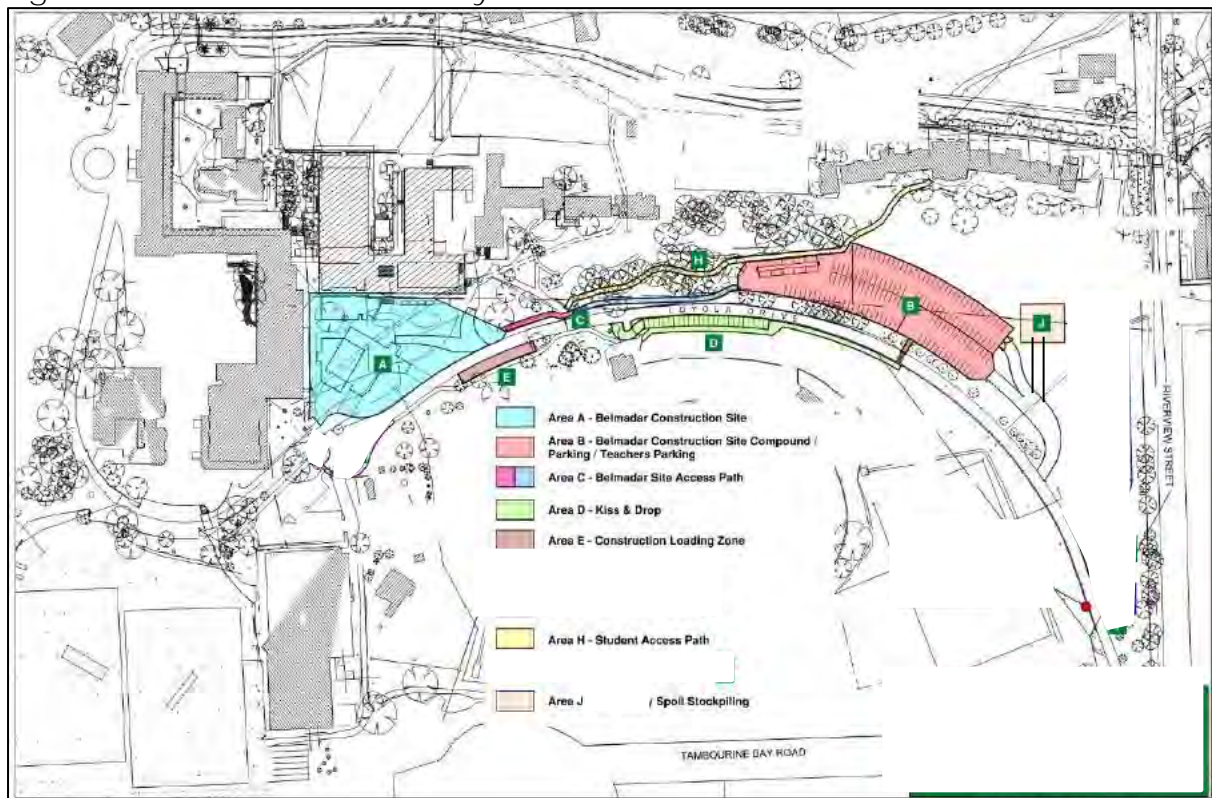 H
B
J
LOYOLA DRIVE
C
D
A
E
RIVERVIEW STREET
Area A - Belmadar Construction Site
Area B - Belmadar Construction Site Compound /
Parking / Teachers Parking
Area C - Belmadar Site Access Path
Area D - Kiss & Drop
Area E - Construction Loading Zone
Area H - Student Access Path
Area J / Spoil Stockpiling
TAMBOURINE BAY ROAD